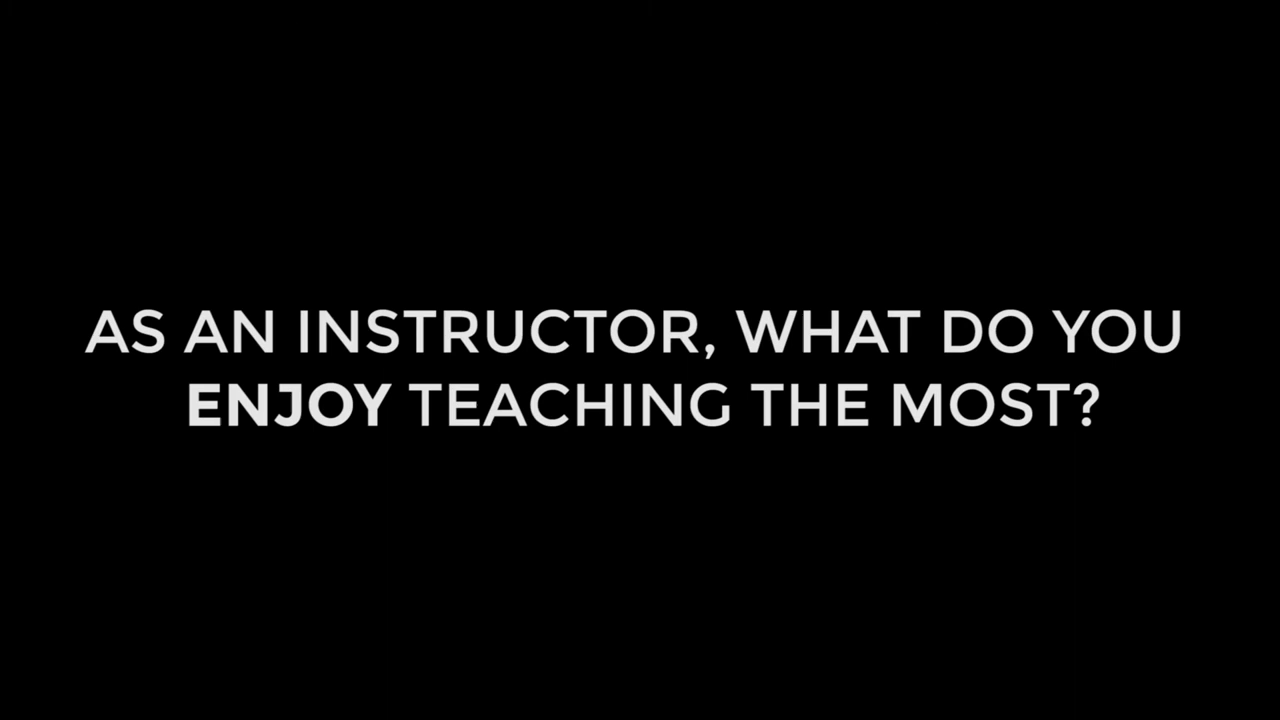 AS AN INSTRUCTOR, WHAT DO YOU
ENJOY TEACHING THE MOST?